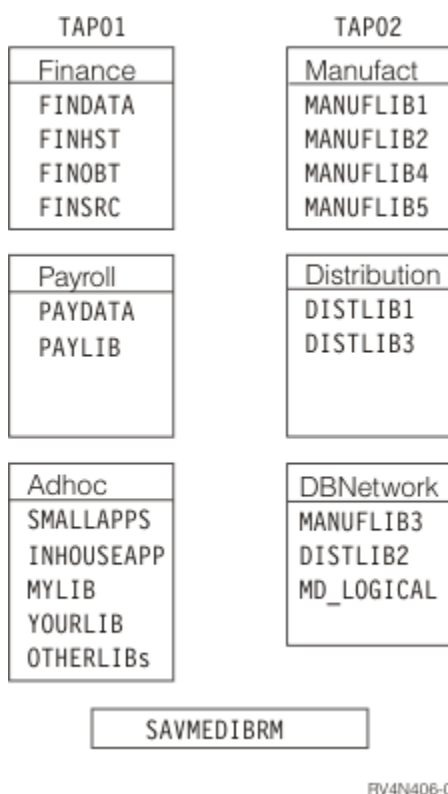 TAP01
Finance
FINDATA
FINHST
FINOBT
FINSRC
Payroll
PAYDATA
PAYLIB
Adhoc
SMALLAPPS
INHOUSEAPP
MYLIB
YOURLIB
OTHERLIBs
TAP02
Manufact
MANUFLIB1
MANUFLIB2
MANUFLIB4
MANUFLIB5
Distribution
DISTLIB1
DISTLIB3
DBNetwork
MANUFLIB3
DISTLIB2
MD_LOGICAL
SAVMEDIBRM